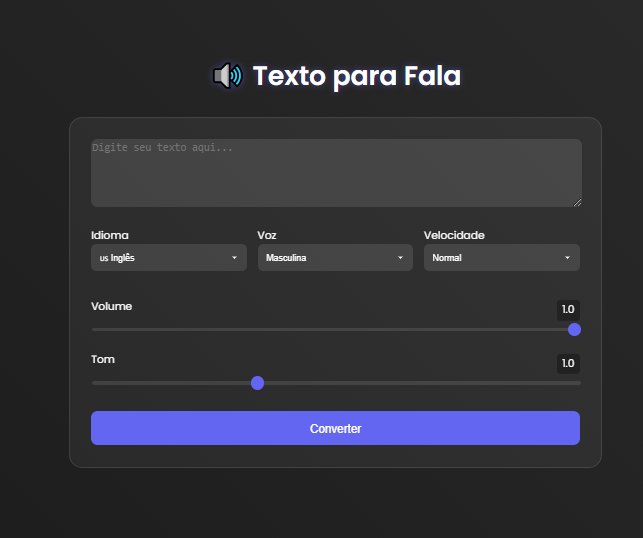 🔊 Texto para Fala
Digite seu texto aqui...
Idioma Voz Velocidade
us Inglês Masculina Normal
Volume 1.0
Tom 1.0
Converter